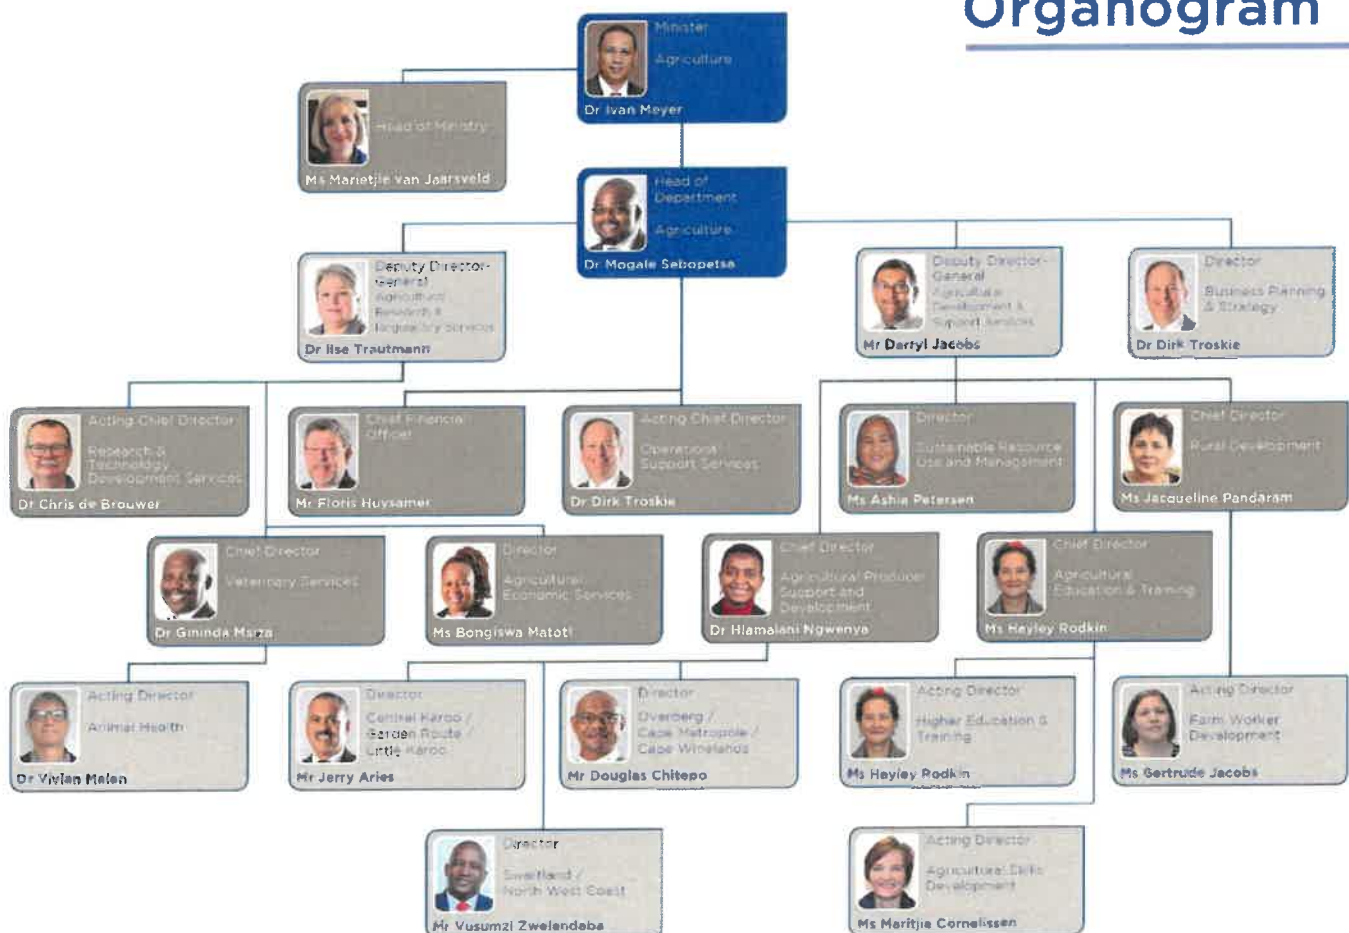 Organogram
Minister
Agriculture
Dr Ivan Meyer
Head of Ministry
Ms Marietjie van Jaarsveld
Head of
Department
Agriculture
Dr Mogale Sebopetsa
Deputy Director-
General
Agricultural
Research &
Regulatory Services
Dr Ilse Trautmann
Deputy Director-
General
Agricultural
Development &
Support Services
Mr Darryl Jacobs
Director
Business Planning
& Strategy
Dr Dirk Troskie
Acting Chief Director
Research &
Technology
Development Services
Dr Chris de Brouwer
Chief Financial
Officer
Mr Floris Huysamer
Acting Chief Director
Operational
Support Services
Dr Dirk Troskie
Director
Sustainable Resource
Use and Management
Ms Ashia Petersen
Chief Director
Rural Development
Ms Jacqueline Pandaram
Chief Director
Veterinary Services
Dr Gininda Msiza
Director
Agricultural
Economic Services
Ms Bongiswa Matoti
Chief Director
Agricultural Producer
Support and
Development
Dr Hlamalani Ngwenya
Chief Director
Agricultural
Education & Training
Ms Hayley Rodkin
Acting Director
Animal Health
Dr Vivian Malan
Director
Central Karoo /
Garden Route /
Little Karoo
Mr Jerry Aries
Director
Overberg /
Cape Metropole /
Cape Winelands
Mr Douglas Chitepo
Acting Director
Higher Education &
Training
Ms Hayley Rodkin
Acting Director
Farm Worker
Development
Ms Gertrude Jacobs
Director
Swartland /
North West Coast
Mr Vusumzi Zwelendaba
Acting Director
Agricultural Skills
Development
Ms Maritjie Cornelissen